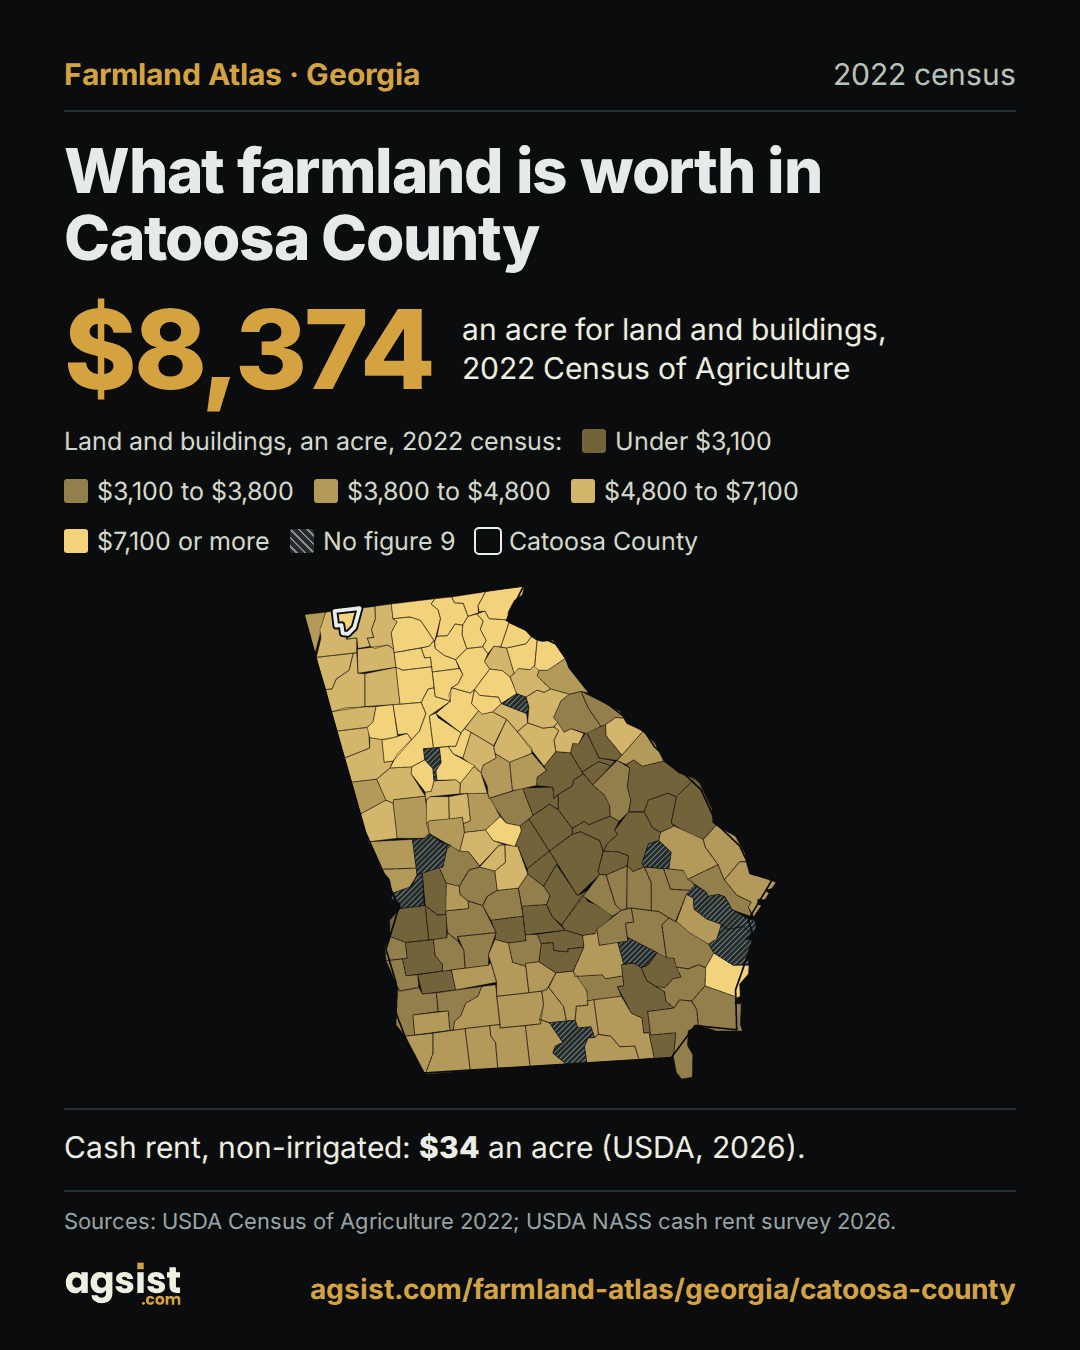 Farmland Atlas · Georgia
2022 census
What farmland is worth in
Catoosa County
$8,374
an acre for land and buildings,
2022 Census of Agriculture
Land and buildings, an acre, 2022 census: Under $3,100
$3,100 to $3,800 $3,800 to $4,800 $4,800 to $7,100
$7,100 or more No figure 9 Catoosa County
Cash rent, non-irrigated: $34 an acre (USDA, 2026).
Sources: USDA Census of Agriculture 2022; USDA NASS cash rent survey 2026.
agsist
.com
agsist.com/farmland-atlas/georgia/catoosa-county